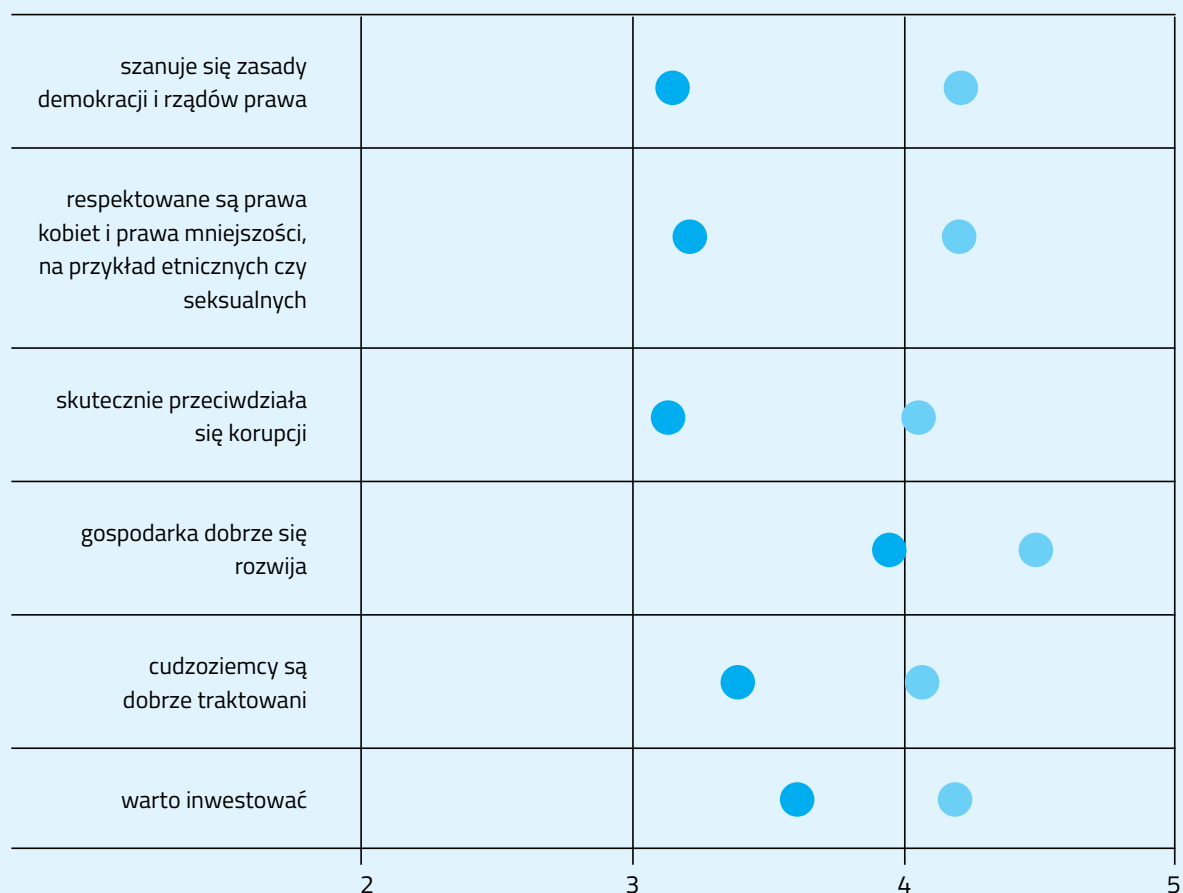 szanuje się zasady
demokracji i rządów prawa
respektowane są prawa
kobiet i prawa mniejszości,
na przykład etnicznych czy
seksualnych
skutecznie przeciwdziała
się korupcji
gospodarka dobrze się
rozwija
cudzoziemcy są
dobrze traktowani
warto inwestować
2 3 4 5